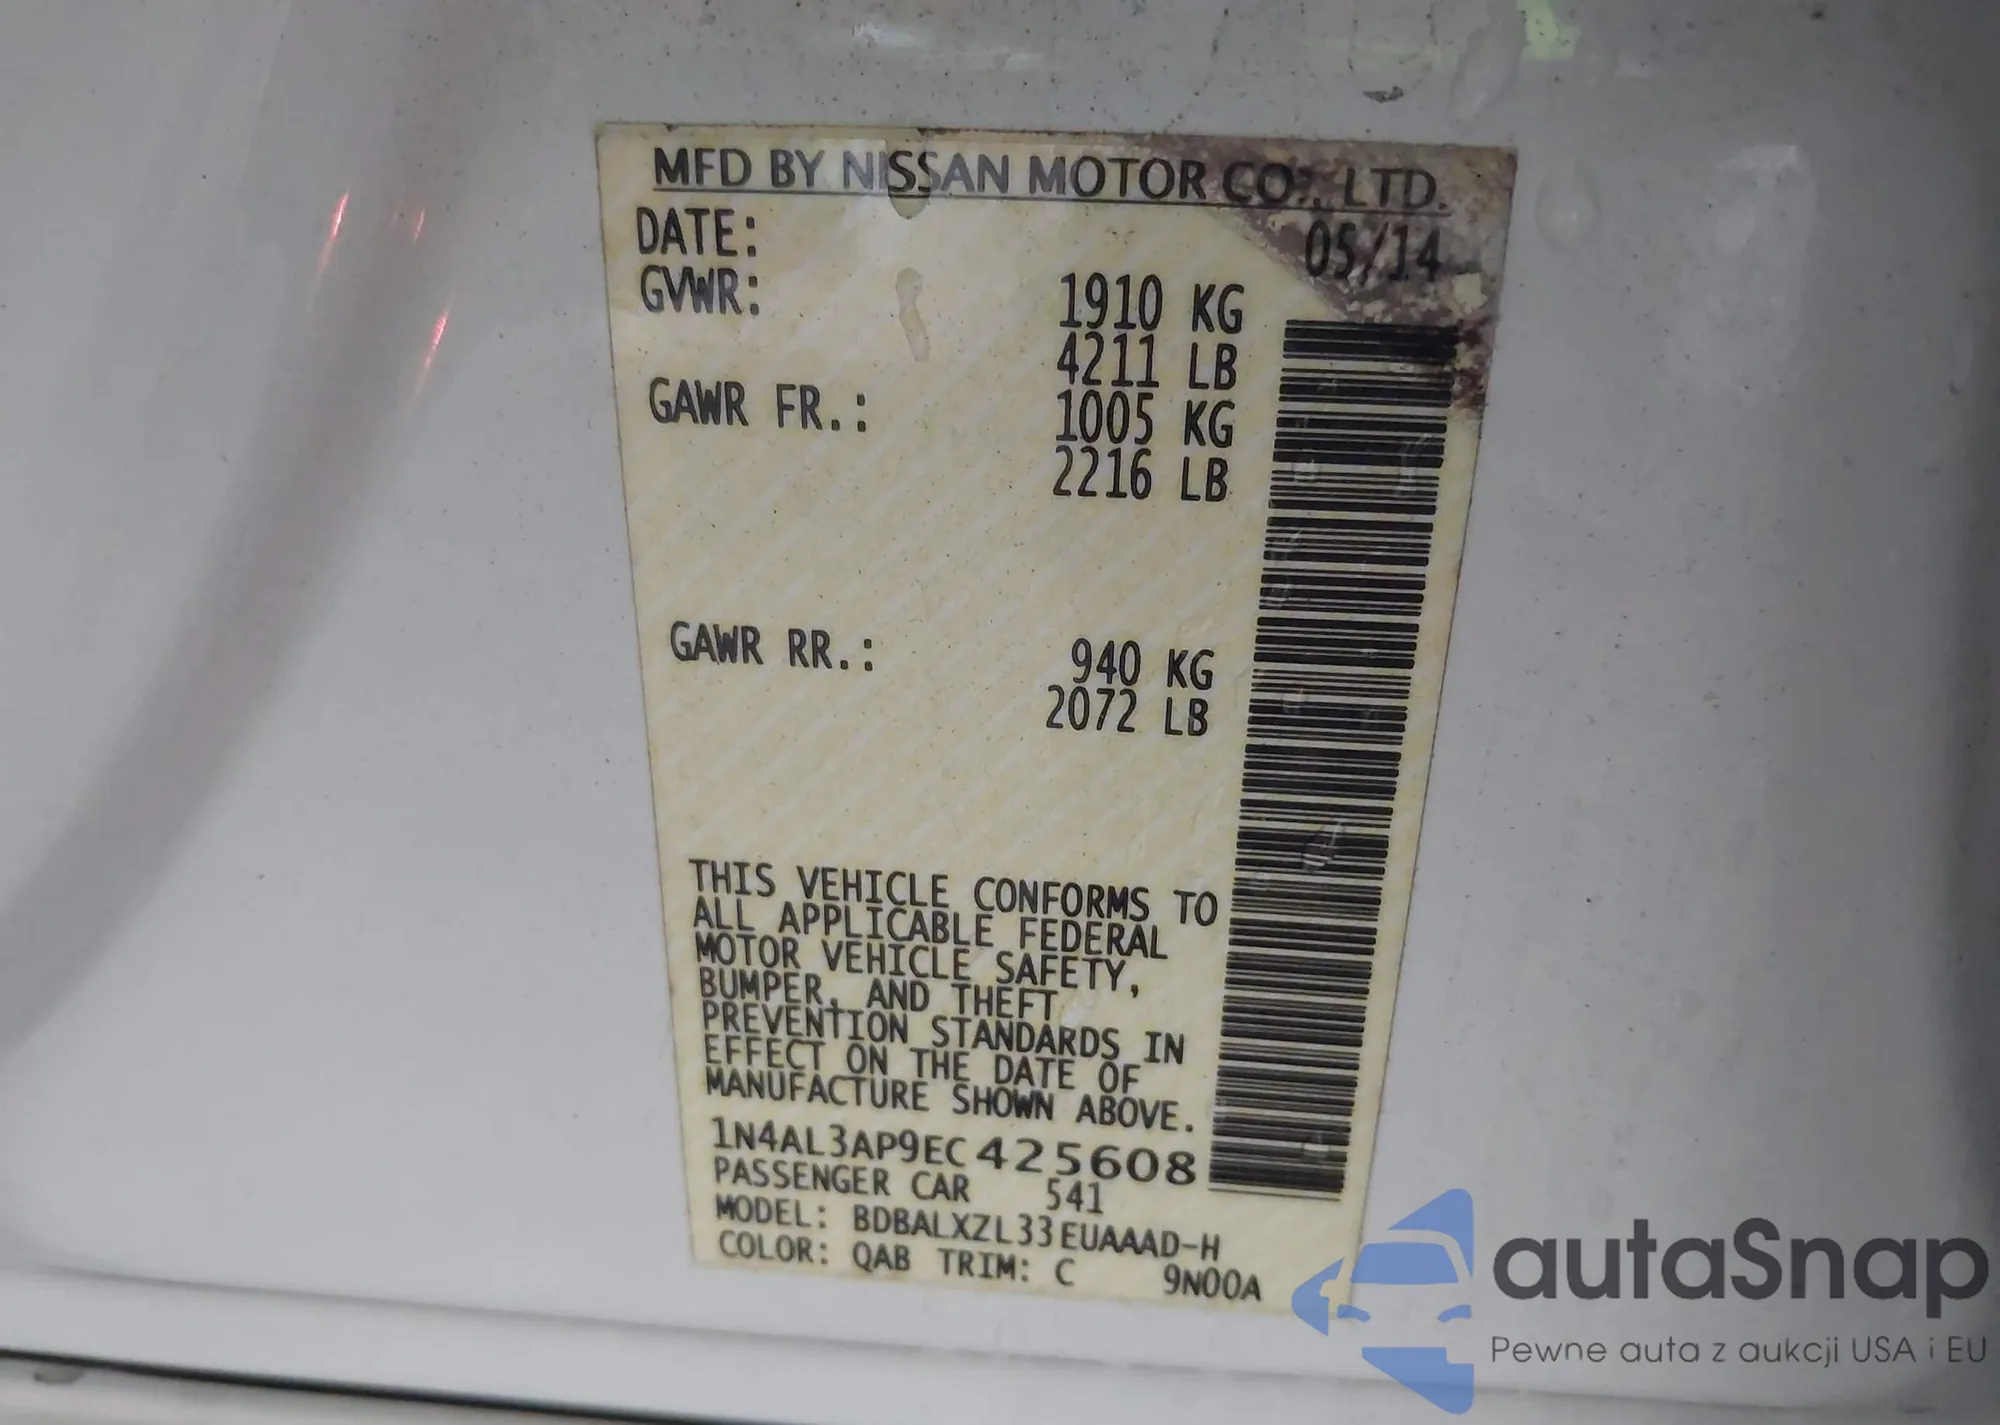 MFD BY NISSAN MOTOR CO., LTD.
DATE: 05/14
GVWR: 1910 KG
4211 LB
GAWR FR.: 1005 KG
2216 LB
GAWR RR.: 940 KG
2072 LB
THIS VEHICLE CONFORMS TO
ALL APPLICABLE FEDERAL
MOTOR VEHICLE SAFETY,
BUMPER, AND THEFT
PREVENTION STANDARDS IN
EFFECT ON THE DATE OF
MANUFACTURE SHOWN ABOVE.
1N4AL3AP9EC425608
PASSENGER CAR 541
MODEL: BDBALXZL33EUAAAD-H
COLOR: QAB TRIM: C 9N00A
autaSnap
Pewne auta z aukcji USA i EU